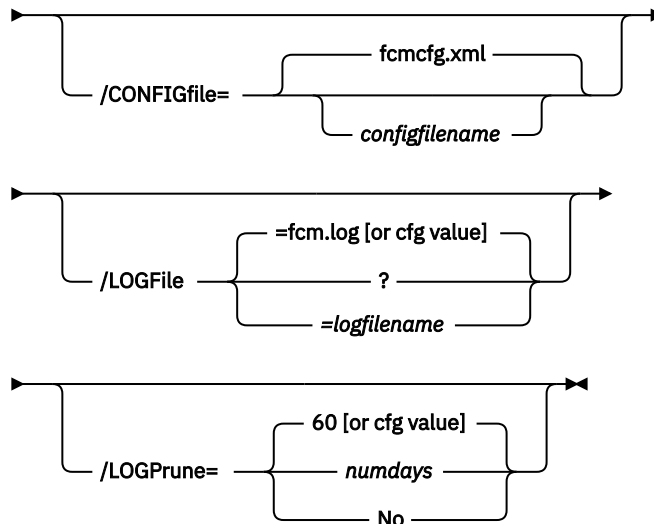 fcmcfg.xml
/CONFIGfile=
configfilename
=fcm.log [or cfg value]
/LOGFile
?
=logfilename
60 [or cfg value]
/LOGPrune=
numdays
No